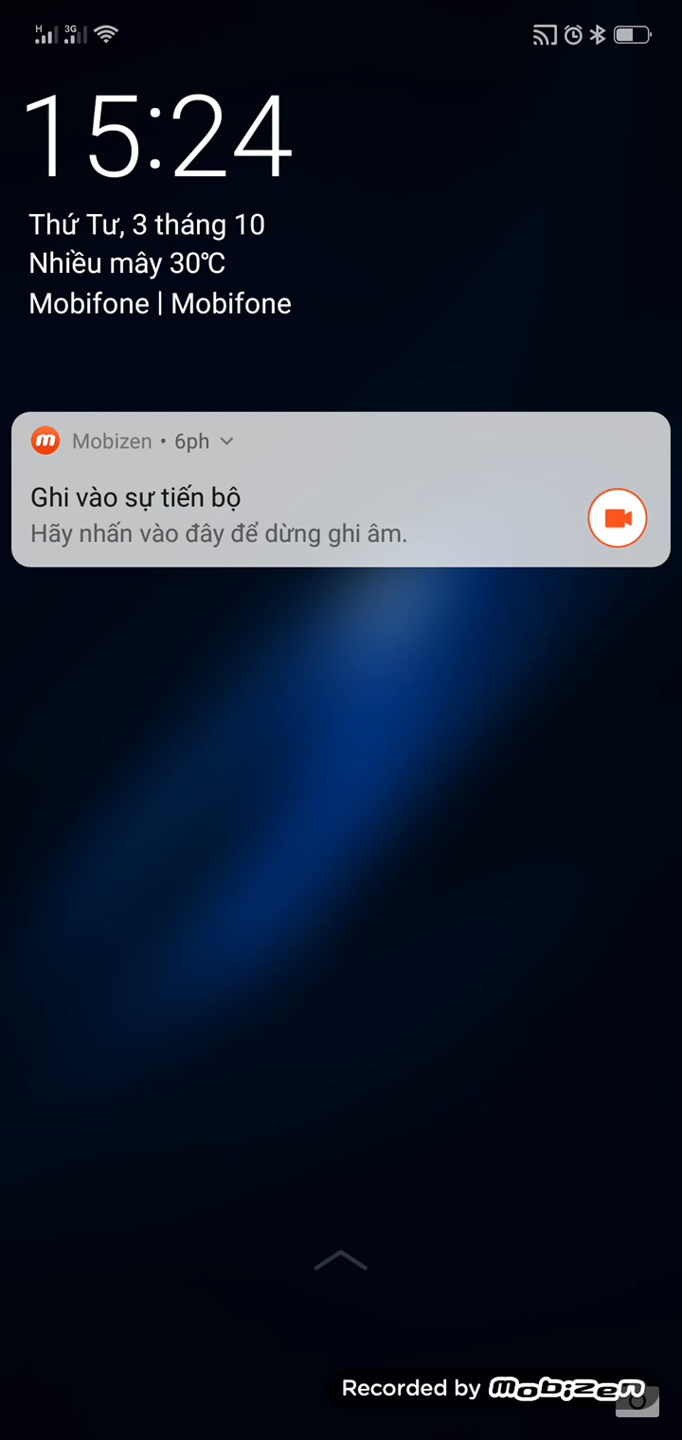 H 3G
15:24
Thứ Tư, 3 tháng 10
Nhiều mây 30℃
Mobifone | Mobifone
m Mobizen • 6ph
Ghi vào sự tiến bộ
Hãy nhấn vào đây để dừng ghi âm.
Recorded by mobizen